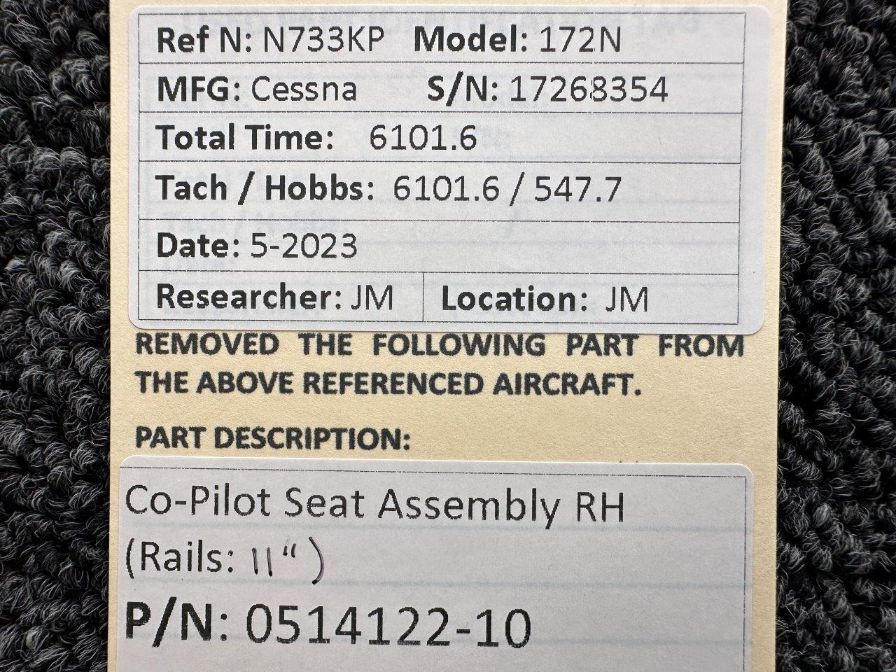 Ref N: N733KP Model: 172N
MFG: Cessna S/N: 17268354
Total Time: 6101.6
Tach / Hobbs: 6101.6 / 547.7
Date: 5-2023
Researcher: JM Location: JM
REMOVED THE FOLLOWING PART FROM
THE ABOVE REFERENCED AIRCRAFT.
PART DESCRIPTION:
Co-Pilot Seat Assembly RH
(Rails: 11")
P/N: 0514122-10